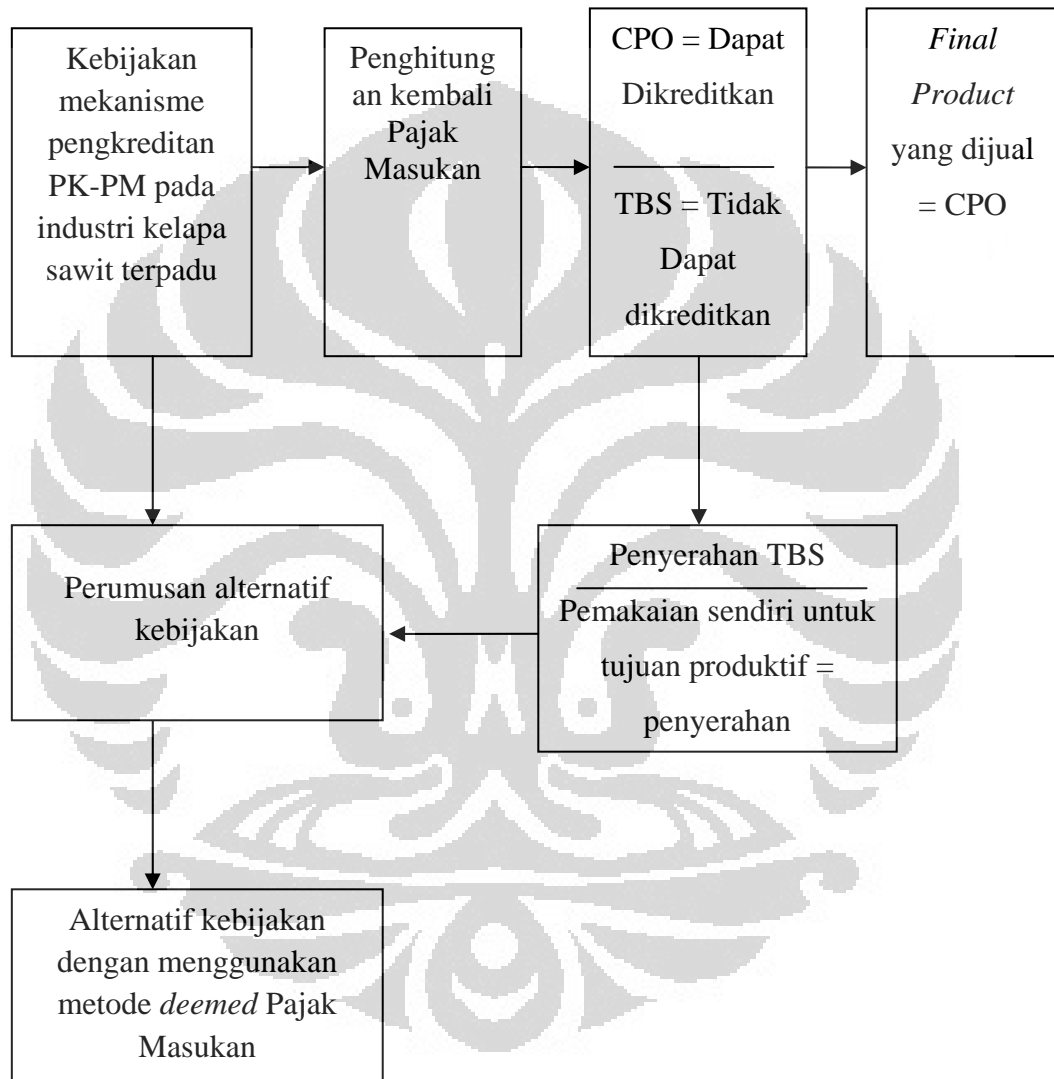 Kebijakan
mekanisme
pengkreditan
PK-PM pada
industri kelapa
sawit terpadu
Penghitung
an kembali
Pajak
Masukan
CPO = Dapat
Dikreditkan
TBS = Tidak
Dapat
dikreditkan
Final
Product
yang dijual
= CPO
Perumusan alternatif
kebijakan
Penyerahan TBS
Pemakaian sendiri untuk
tujuan produktif =
penyerahan
Alternatif kebijakan
dengan menggunakan
metode deemed Pajak
Masukan